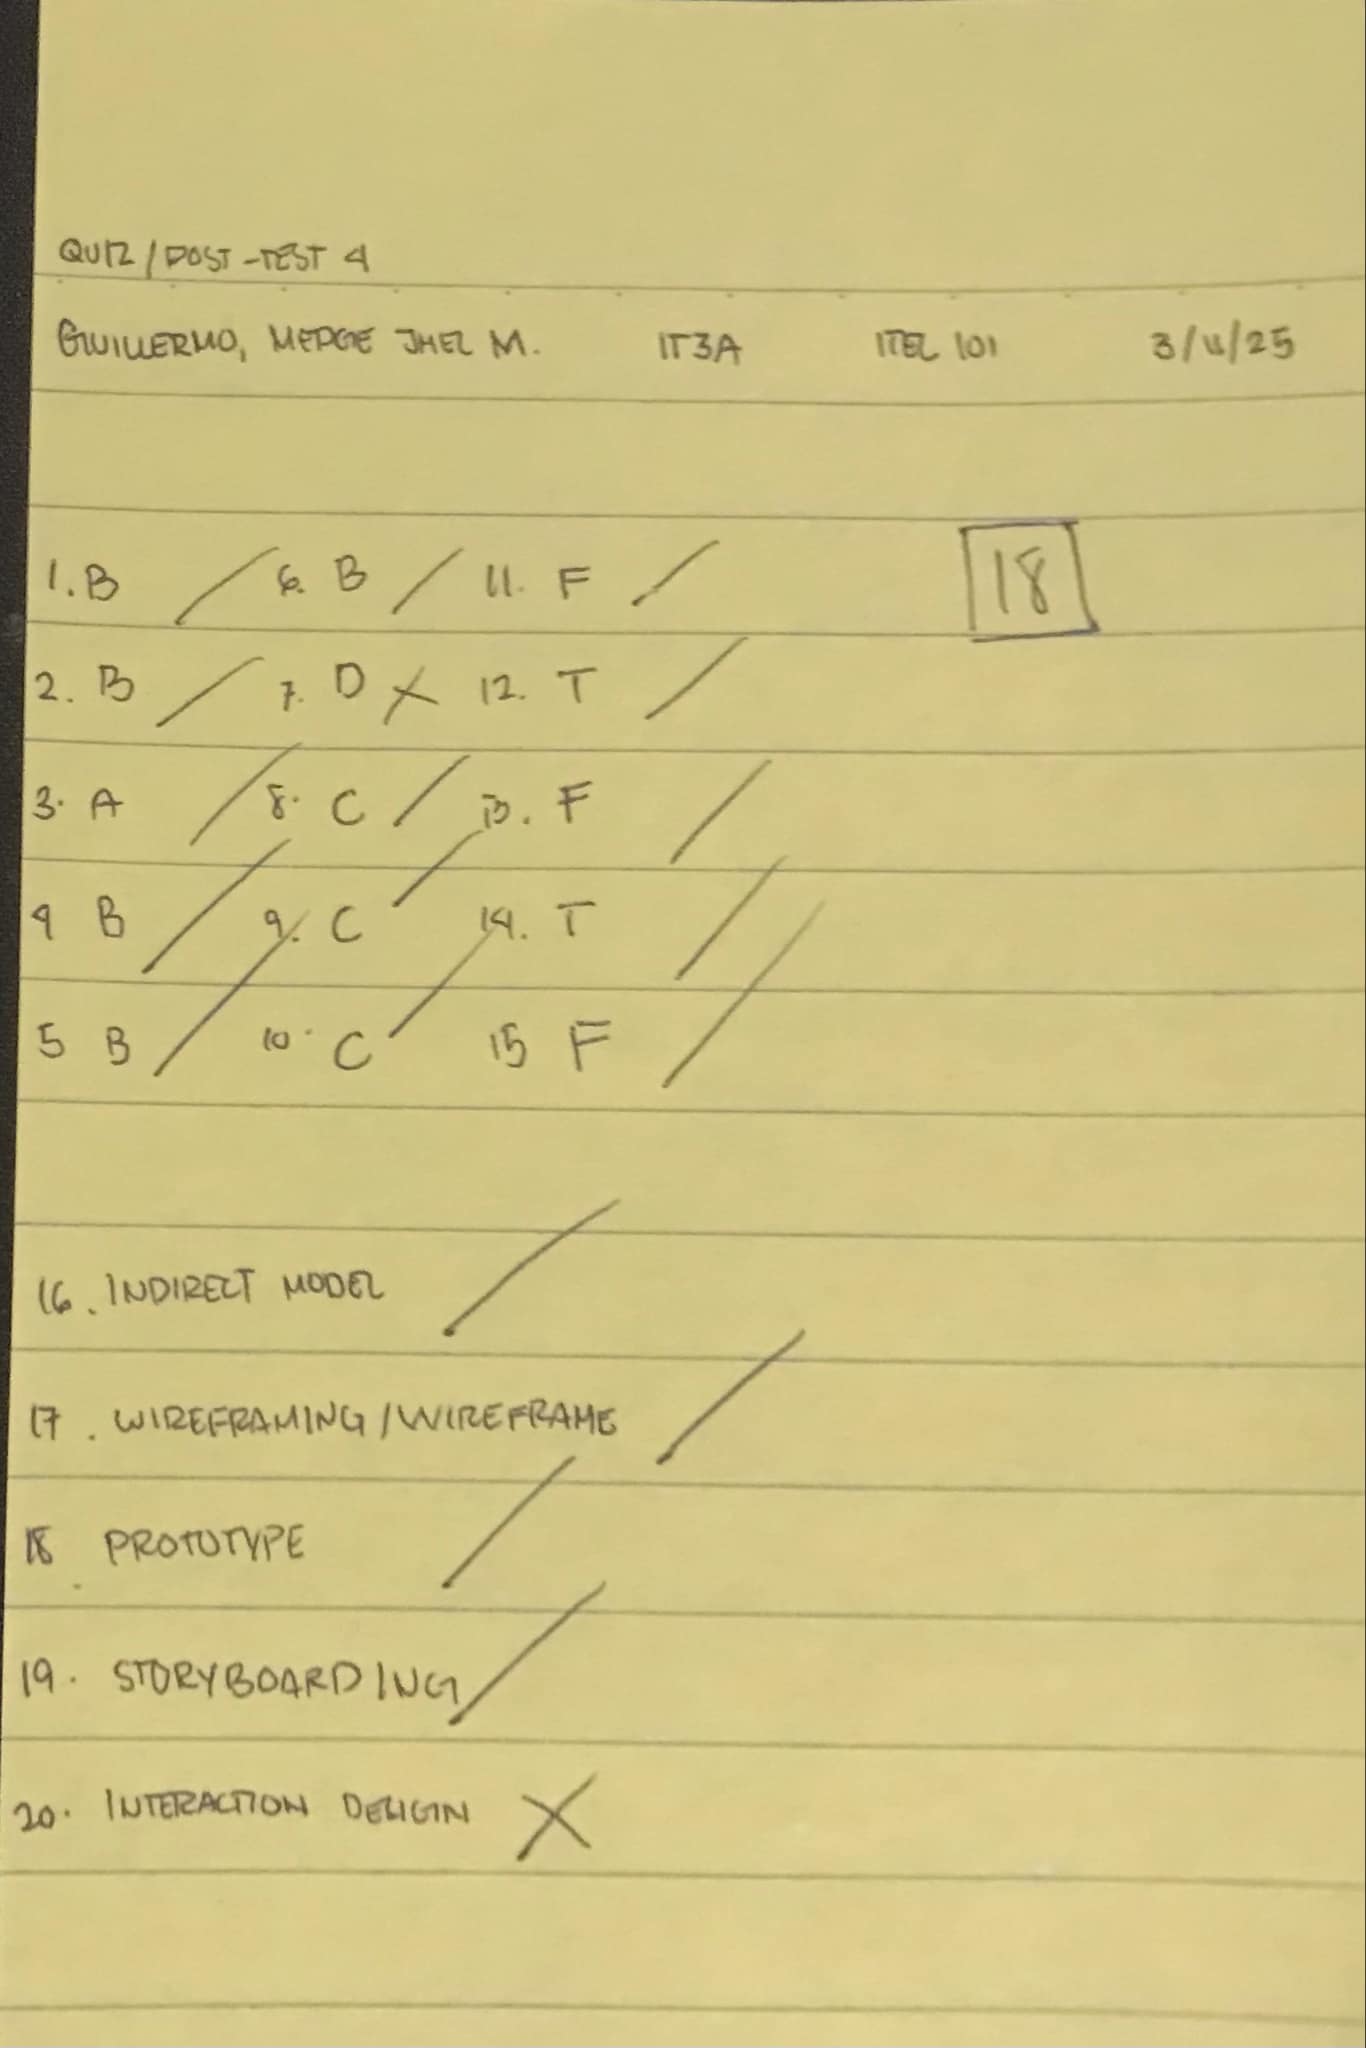 QUIZ / POST-TEST 4
GUILLERMO, MERGE JHEL M. IT3A ITEL 101 3/11/25
1. B / 6. B / 11. F / 18
2. B / 7. D X 12. T /
3. A / 8. C / 13. F /
4 B / 9. C / 14. T /
5 B / 10. C / 15 F /
16. INDIRECT MODEL /
17. WIREFRAMING / WIREFRAME /
18 PROTOTYPE /
19. STORYBOARDING /
20. INTERACTION DESIGN X